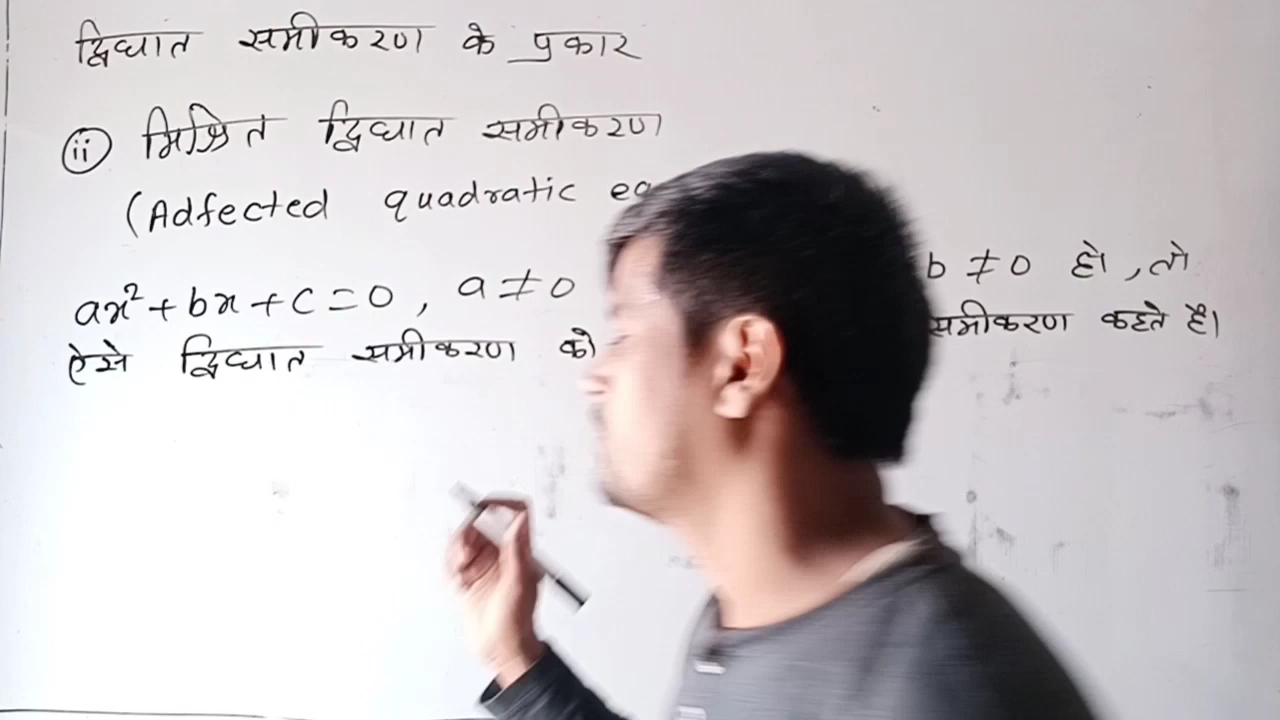 द्विघात समीकरण के प्रकार
ii मिश्रित द्विघात समीकरण
(Adfected quadratic eq
ax² + bx + c = 0 , a ≠ 0 b ≠ 0 हो , तो
ऐसे द्विघात समीकरण को समीकरण कहते है।